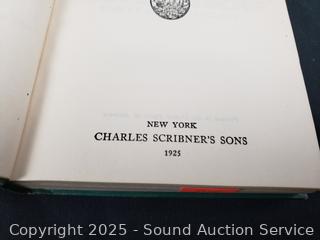 NEW YORK
CHARLES SCRIBNER'S SONS
1925
Copyright © 2025 - Sound Auction Service